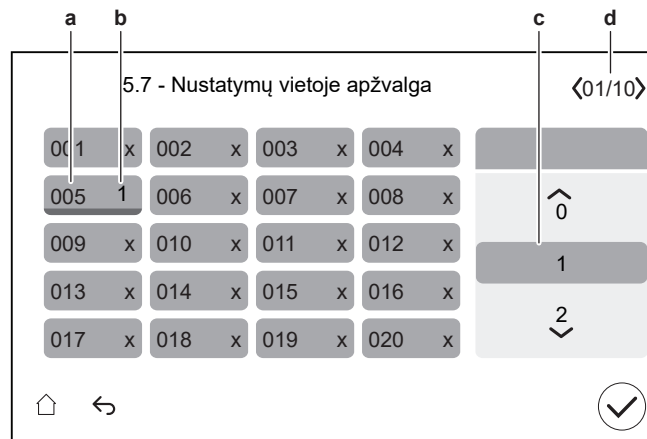 a b c d
5.7 - Nustatymų vietoje apžvalga 01/10
001 x 002 x 003 x 004 x
005 1 006 x 007 x 008 x
0
009 x 010 x 011 x 012 x
1
013 x 014 x 015 x 016 x
2
017 x 018 x 019 x 020 x